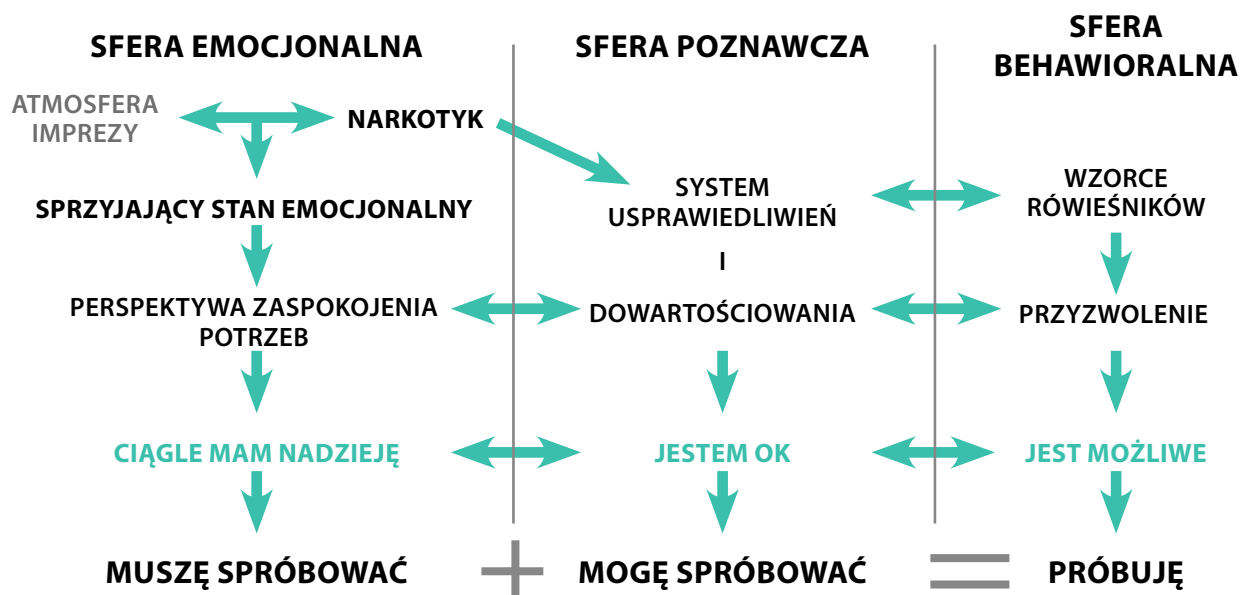 SFERA EMOCJONALNA
SFERA POZNAWCZA
SFERA
BEHAWIORALNA
ATMOSFERA
IMPREZY
NARKOTYK
SYSTEM
USPRAWIEDLIWIEŃ
I
DOWARTOŚCIOWANIA
WZORCE
RÓWIEŚNIKÓW
SPRZYJAJĄCY STAN EMOCJONALNY
PERSPEKTYWA ZASPOKOJENIA
POTRZEB
PRZYZWOLENIE
CIĄGLE MAM NADZIEJĘ
JESTEM OK
JEST MOŻLIWE
MUSZĘ SPRÓBOWAĆ
+
MOGĘ SPRÓBOWAĆ
=
PRÓBUJĘ